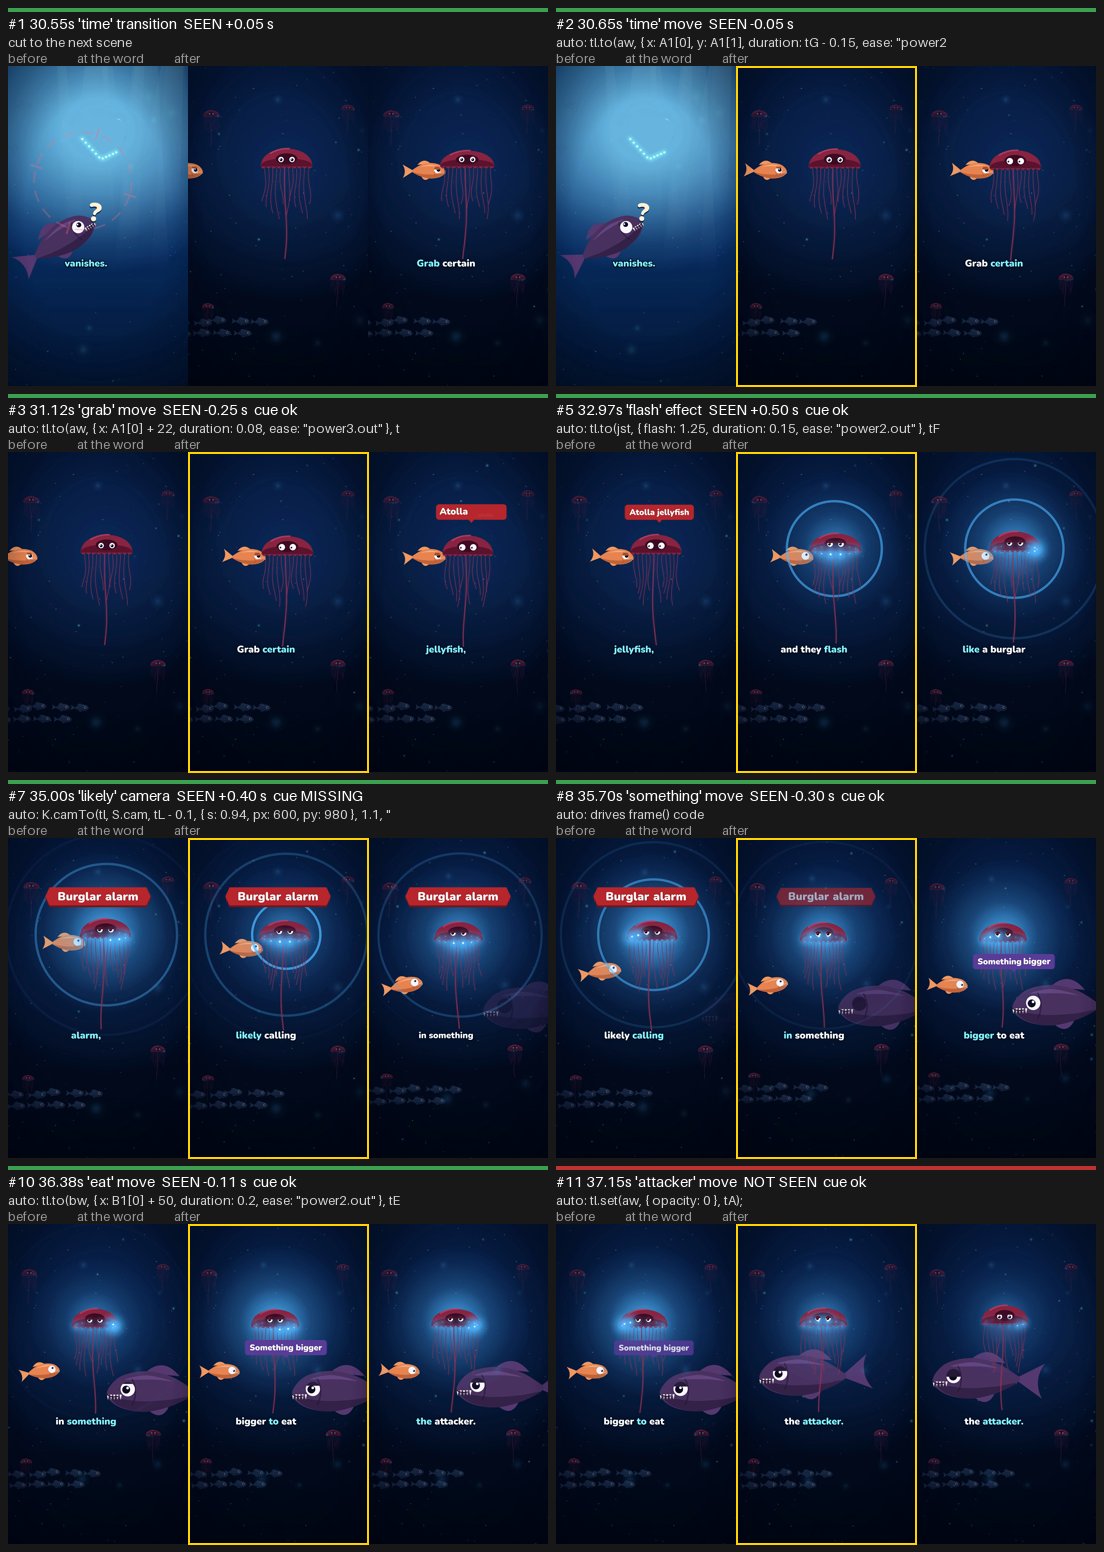 #1 30.55s 'time' transition SEEN +0.05 s
cut to the next scene
before at the word after
?
vanishes.
Grab certain
#2 30.65s 'time' move SEEN -0.05 s
auto: tl.to(aw, { x: A1[0], y: A1[1], duration: tG - 0.15, ease: "power2
before at the word after
?
vanishes.
Grab certain
#3 31.12s 'grab' move SEEN -0.25 s cue ok
auto: tl.to(aw, { x: A1[0] + 22, duration: 0.08, ease: "power3.out" }, t
before at the word after
Grab certain
Atolla
jellyfish,
#5 32.97s 'flash' effect SEEN +0.50 s cue ok
auto: tl.to(jst, { flash: 1.25, duration: 0.15, ease: "power2.out" }, tF
before at the word after
Atolla jellyfish
jellyfish,
and they flash
like a burglar
#7 35.00s 'likely' camera SEEN +0.40 s cue MISSING
auto: K.camTo(tl, S.cam, tL - 0.1, { s: 0.94, px: 600, py: 980 }, 1.1, "
before at the word after
Burglar alarm
alarm,
Burglar alarm
likely calling
Burglar alarm
in something
#8 35.70s 'something' move SEEN -0.30 s cue ok
auto: drives frame() code
before at the word after
Burglar alarm
likely calling
Burglar alarm
in something
Something bigger
bigger to eat
#10 36.38s 'eat' move SEEN -0.11 s cue ok
auto: tl.to(bw, { x: B1[0] + 50, duration: 0.2, ease: "power2.out" }, tE
before at the word after
in something
Something bigger
bigger to eat
the attacker.
#11 37.15s 'attacker' move NOT SEEN cue ok
auto: tl.set(aw, { opacity: 0 }, tA);
before at the word after
Something bigger
bigger to eat
the attacker.
the attacker.